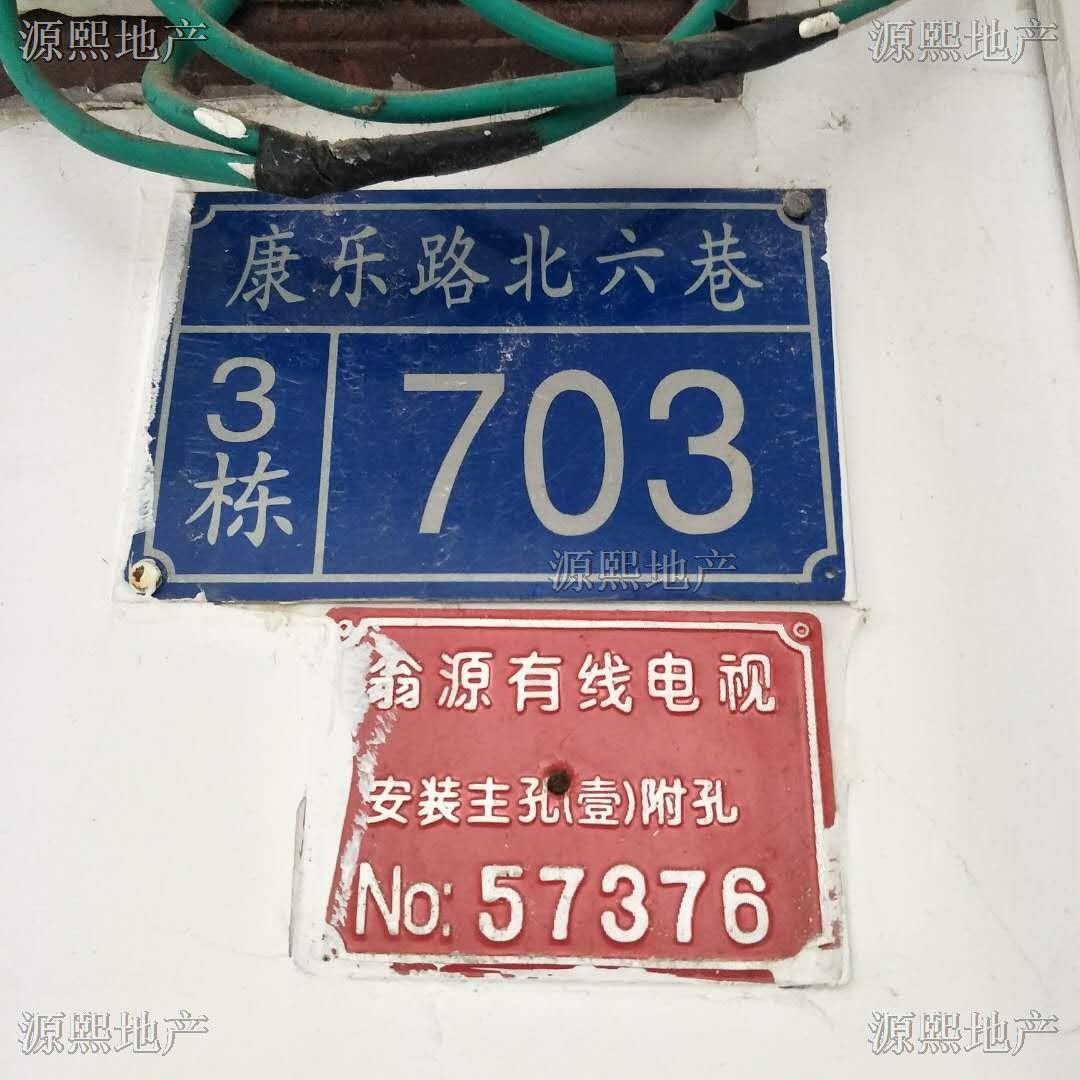 源熙地产
源熙地产
康乐路北六巷
3栋
703
源熙地产
翁源有线电视
安装主孔(壹)附孔
No: 57376
源熙地产
源熙地产